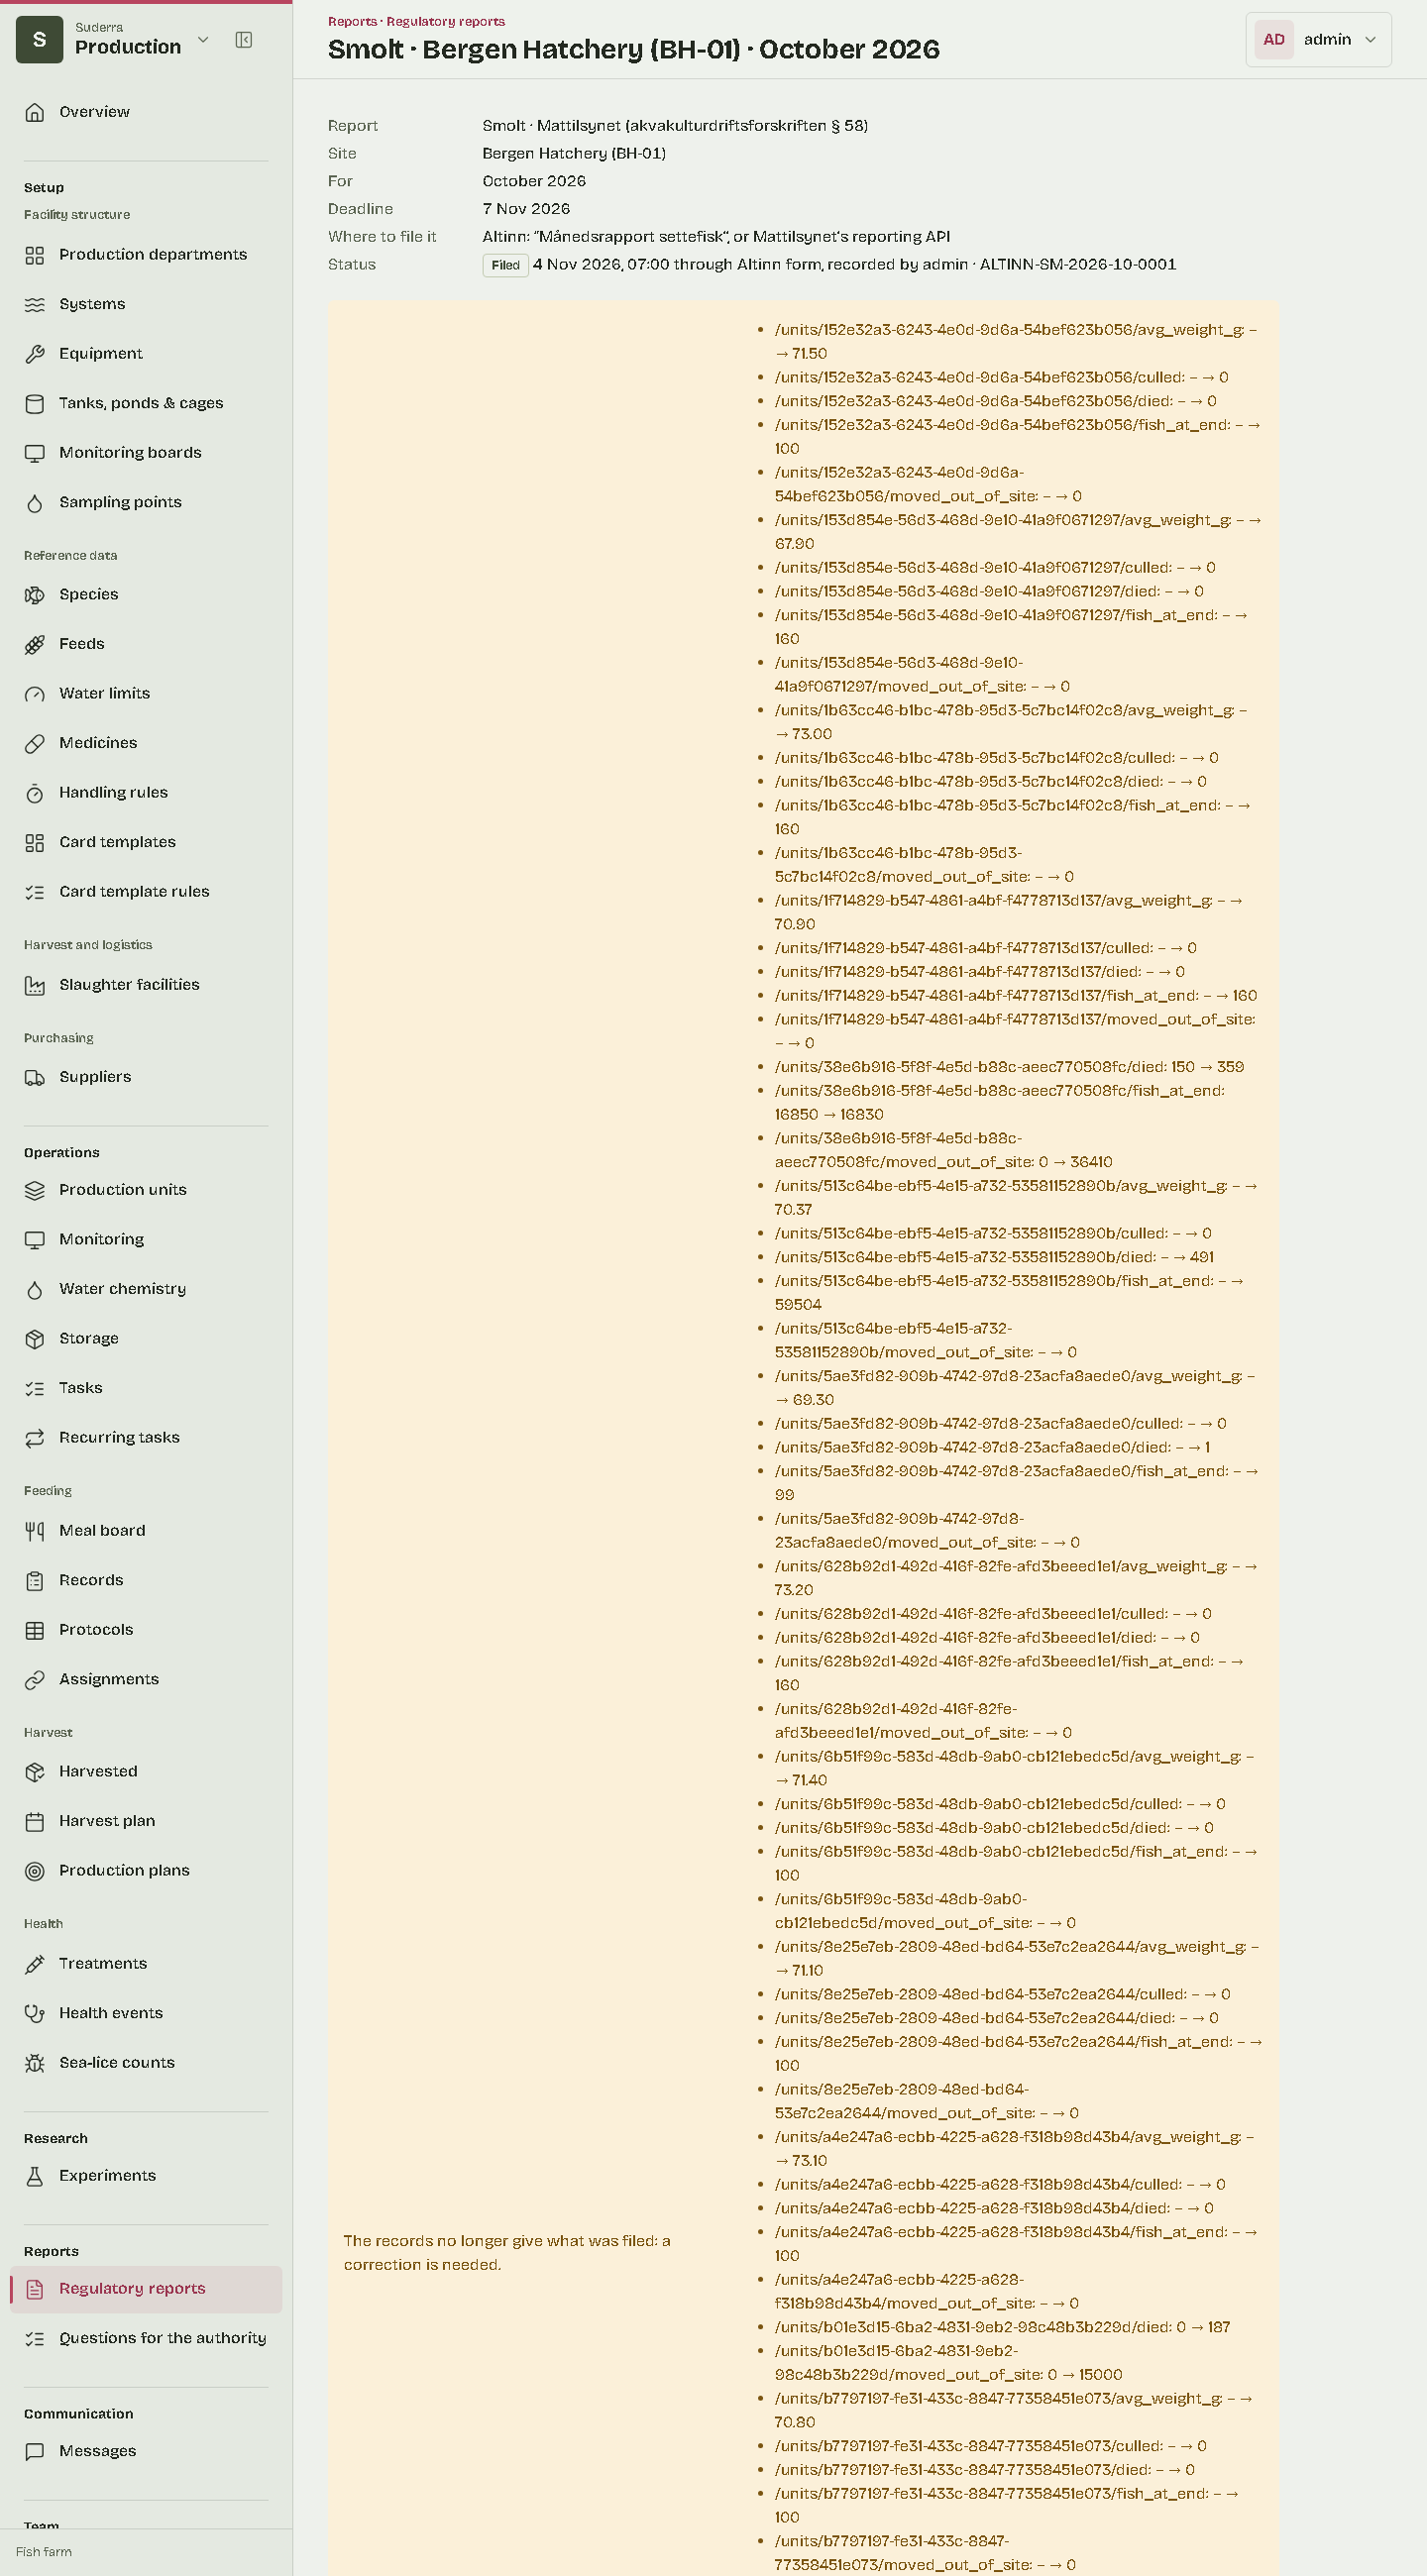 S
Suderra
Production
Overview
Setup
Facility structure
Production departments
Systems
Equipment
Tanks, ponds & cages
Monitoring boards
Sampling points
Reference data
Species
Feeds
Water limits
Medicines
Handling rules
Card templates
Card template rules
Harvest and logistics
Slaughter facilities
Purchasing
Suppliers
Operations
Production units
Monitoring
Water chemistry
Storage
Tasks
Recurring tasks
Feeding
Meal board
Records
Protocols
Assignments
Harvest
Harvested
Harvest plan
Production plans
Health
Treatments
Health events
Sea-lice counts
Research
Experiments
Reports
Regulatory reports
Questions for the authority
Communication
Messages
Team
Fish farm
Reports · Regulatory reports
Smolt · Bergen Hatchery (BH-01) · October 2026
AD admin
Report Smolt · Mattilsynet (akvakulturdriftsforskriften § 58)
Site Bergen Hatchery (BH-01)
For October 2026
Deadline 7 Nov 2026
Where to file it Altinn: “Månedsrapport settefisk”, or Mattilsynet’s reporting API
Status Filed 4 Nov 2026, 07:00 through Altinn form, recorded by admin · ALTINN-SM-2026-10-0001
The records no longer give what was filed: a
correction is needed.
• /units/152e32a3-6243-4e0d-9d6a-54bef623b056/avg_weight_g: –
→ 71.50
• /units/152e32a3-6243-4e0d-9d6a-54bef623b056/culled: – → 0
• /units/152e32a3-6243-4e0d-9d6a-54bef623b056/died: – → 0
• /units/152e32a3-6243-4e0d-9d6a-54bef623b056/fish_at_end: – →
100
• /units/152e32a3-6243-4e0d-9d6a-
54bef623b056/moved_out_of_site: – → 0
• /units/153d854e-56d3-468d-9e10-41a9f0671297/avg_weight_g: – →
67.90
• /units/153d854e-56d3-468d-9e10-41a9f0671297/culled: – → 0
• /units/153d854e-56d3-468d-9e10-41a9f0671297/died: – → 0
• /units/153d854e-56d3-468d-9e10-41a9f0671297/fish_at_end: – →
160
• /units/153d854e-56d3-468d-9e10-
41a9f0671297/moved_out_of_site: – → 0
• /units/1b63cc46-b1bc-478b-95d3-5c7bc14f02c8/avg_weight_g: –
→ 73.00
• /units/1b63cc46-b1bc-478b-95d3-5c7bc14f02c8/culled: – → 0
• /units/1b63cc46-b1bc-478b-95d3-5c7bc14f02c8/died: – → 0
• /units/1b63cc46-b1bc-478b-95d3-5c7bc14f02c8/fish_at_end: – →
160
• /units/1b63cc46-b1bc-478b-95d3-
5c7bc14f02c8/moved_out_of_site: – → 0
• /units/1f714829-b547-4861-a4bf-f4778713d137/avg_weight_g: – →
70.90
• /units/1f714829-b547-4861-a4bf-f4778713d137/culled: – → 0
• /units/1f714829-b547-4861-a4bf-f4778713d137/died: – → 0
• /units/1f714829-b547-4861-a4bf-f4778713d137/fish_at_end: – → 160
• /units/1f714829-b547-4861-a4bf-f4778713d137/moved_out_of_site:
– → 0
• /units/38e6b916-5f8f-4e5d-b88c-aeec770508fc/died: 150 → 359
• /units/38e6b916-5f8f-4e5d-b88c-aeec770508fc/fish_at_end:
16850 → 16830
• /units/38e6b916-5f8f-4e5d-b88c-
aeec770508fc/moved_out_of_site: 0 → 36410
• /units/513c64be-ebf5-4e15-a732-53581152890b/avg_weight_g: – →
70.37
• /units/513c64be-ebf5-4e15-a732-53581152890b/culled: – → 0
• /units/513c64be-ebf5-4e15-a732-53581152890b/died: – → 491
• /units/513c64be-ebf5-4e15-a732-53581152890b/fish_at_end: – →
59504
• /units/513c64be-ebf5-4e15-a732-
53581152890b/moved_out_of_site: – → 0
• /units/5ae3fd82-909b-4742-97d8-23acfa8aede0/avg_weight_g: –
→ 69.30
• /units/5ae3fd82-909b-4742-97d8-23acfa8aede0/culled: – → 0
• /units/5ae3fd82-909b-4742-97d8-23acfa8aede0/died: – → 1
• /units/5ae3fd82-909b-4742-97d8-23acfa8aede0/fish_at_end: – →
99
• /units/5ae3fd82-909b-4742-97d8-
23acfa8aede0/moved_out_of_site: – → 0
• /units/628b92d1-492d-416f-82fe-afd3beeed1e1/avg_weight_g: – →
73.20
• /units/628b92d1-492d-416f-82fe-afd3beeed1e1/culled: – → 0
• /units/628b92d1-492d-416f-82fe-afd3beeed1e1/died: – → 0
• /units/628b92d1-492d-416f-82fe-afd3beeed1e1/fish_at_end: – →
160
• /units/628b92d1-492d-416f-82fe-
afd3beeed1e1/moved_out_of_site: – → 0
• /units/6b51f99c-583d-48db-9ab0-cb121ebedc5d/avg_weight_g: –
→ 71.40
• /units/6b51f99c-583d-48db-9ab0-cb121ebedc5d/culled: – → 0
• /units/6b51f99c-583d-48db-9ab0-cb121ebedc5d/died: – → 0
• /units/6b51f99c-583d-48db-9ab0-cb121ebedc5d/fish_at_end: – →
100
• /units/6b51f99c-583d-48db-9ab0-
cb121ebedc5d/moved_out_of_site: – → 0
• /units/8e25e7eb-2809-48ed-bd64-53e7c2ea2644/avg_weight_g: –
→ 71.10
• /units/8e25e7eb-2809-48ed-bd64-53e7c2ea2644/culled: – → 0
• /units/8e25e7eb-2809-48ed-bd64-53e7c2ea2644/died: – → 0
• /units/8e25e7eb-2809-48ed-bd64-53e7c2ea2644/fish_at_end: – →
100
• /units/8e25e7eb-2809-48ed-bd64-
53e7c2ea2644/moved_out_of_site: – → 0
• /units/a4e247a6-ecbb-4225-a628-f318b98d43b4/avg_weight_g: –
→ 73.10
• /units/a4e247a6-ecbb-4225-a628-f318b98d43b4/culled: – → 0
• /units/a4e247a6-ecbb-4225-a628-f318b98d43b4/died: – → 0
• /units/a4e247a6-ecbb-4225-a628-f318b98d43b4/fish_at_end: – →
100
• /units/a4e247a6-ecbb-4225-a628-
f318b98d43b4/moved_out_of_site: – → 0
• /units/b01e3d15-6ba2-4831-9eb2-98c48b3b229d/died: 0 → 187
• /units/b01e3d15-6ba2-4831-9eb2-
98c48b3b229d/moved_out_of_site: 0 → 15000
• /units/b7797197-fe31-433c-8847-77358451e073/avg_weight_g: – →
70.80
• /units/b7797197-fe31-433c-8847-77358451e073/culled: – → 0
• /units/b7797197-fe31-433c-8847-77358451e073/died: – → 0
• /units/b7797197-fe31-433c-8847-77358451e073/fish_at_end: – →
100
• /units/b7797197-fe31-433c-8847-
77358451e073/moved_out_of_site: – → 0